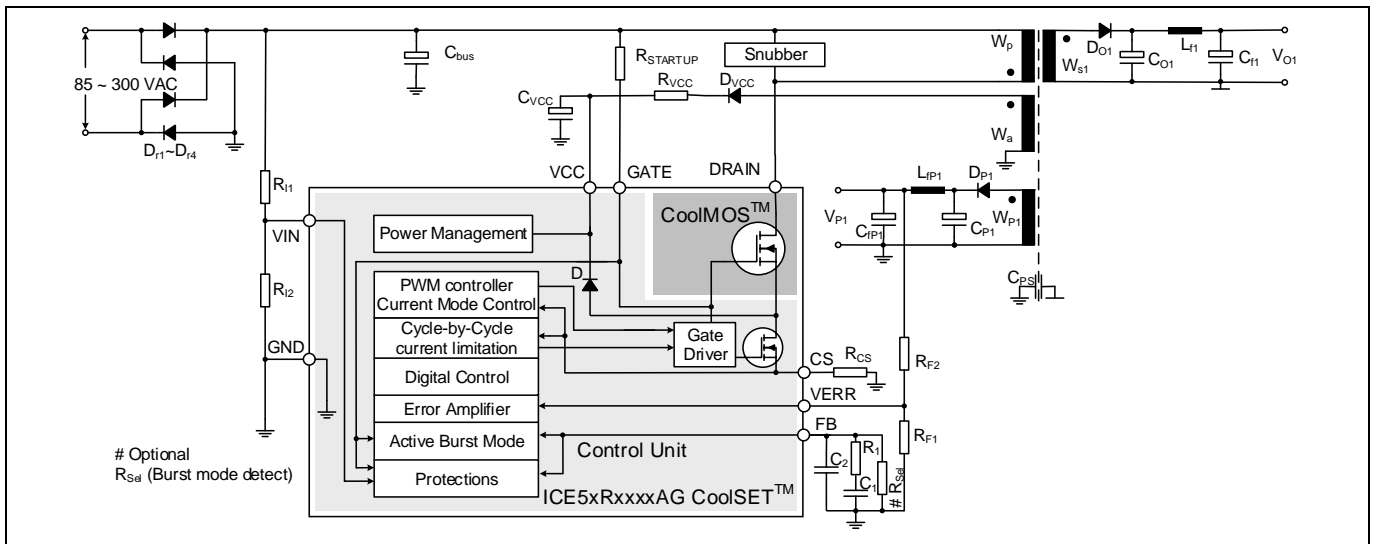 85 ~ 300 VAC
Dr1~Dr4
Cbus
RSTARTUP
Snubber
Wp
Ws1
DO1
CO1
Lf1
Cf1
VO1
CVCC
RVCC
DVCC
Wa
VCC
GATE
DRAIN
RI1
VIN
RI2
GND
Power Management
CoolMOS™
D
PWM controller
Current Mode Control
Cycle-by-Cycle
current limitation
Gate
Driver
Digital Control
Error Amplifier
Active Burst Mode
Protections
Control Unit
ICE5xRxxxxAG CoolSET™
LfP1
DP1
VP1
CfP1
CP1
WP1
CPS
CS
RCS
VERR
FB
RF2
RF1
C2
R1
C1
# RSel
# Optional
RSel (Burst mode detect)